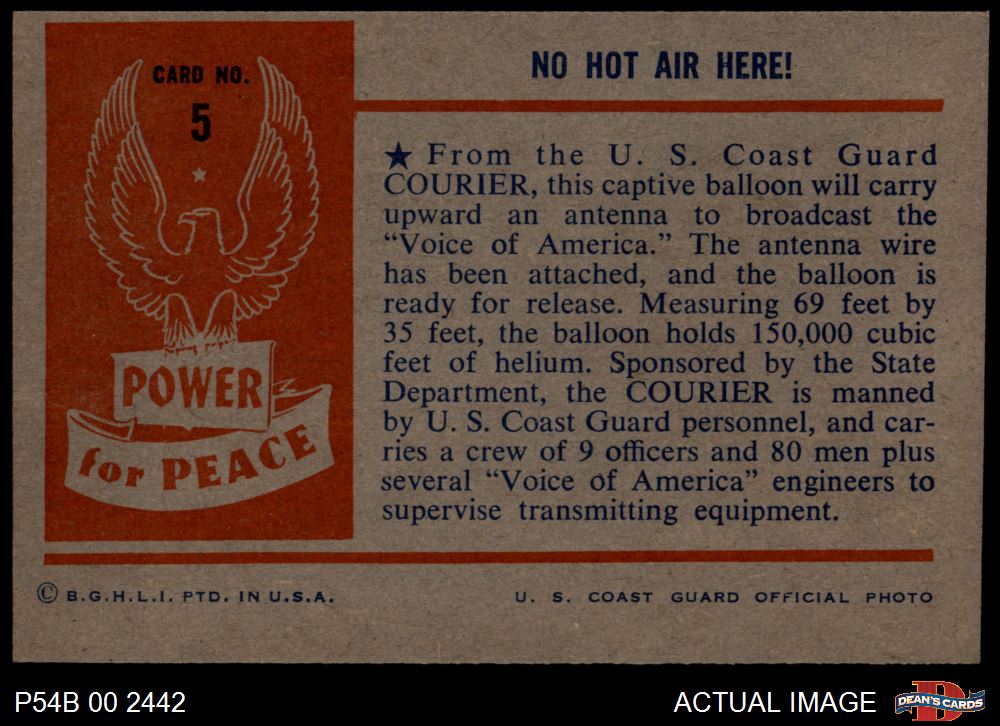 CARD NO.
5
POWER
for PEACE
NO HOT AIR HERE!
★ From the U. S. Coast Guard
COURIER, this captive balloon will carry
upward an antenna to broadcast the
“Voice of America.” The antenna wire
has been attached, and the balloon is
ready for release. Measuring 69 feet by
35 feet, the balloon holds 150,000 cubic
feet of helium. Sponsored by the State
Department, the COURIER is manned
by U. S. Coast Guard personnel, and car-
ries a crew of 9 officers and 80 men plus
several “Voice of America” engineers to
supervise transmitting equipment.
© B.G.H.L.I. PTD. IN U.S.A.
U. S. COAST GUARD OFFICIAL PHOTO
P54B 00 2442
ACTUAL IMAGE
D
DEAN'S CARDS